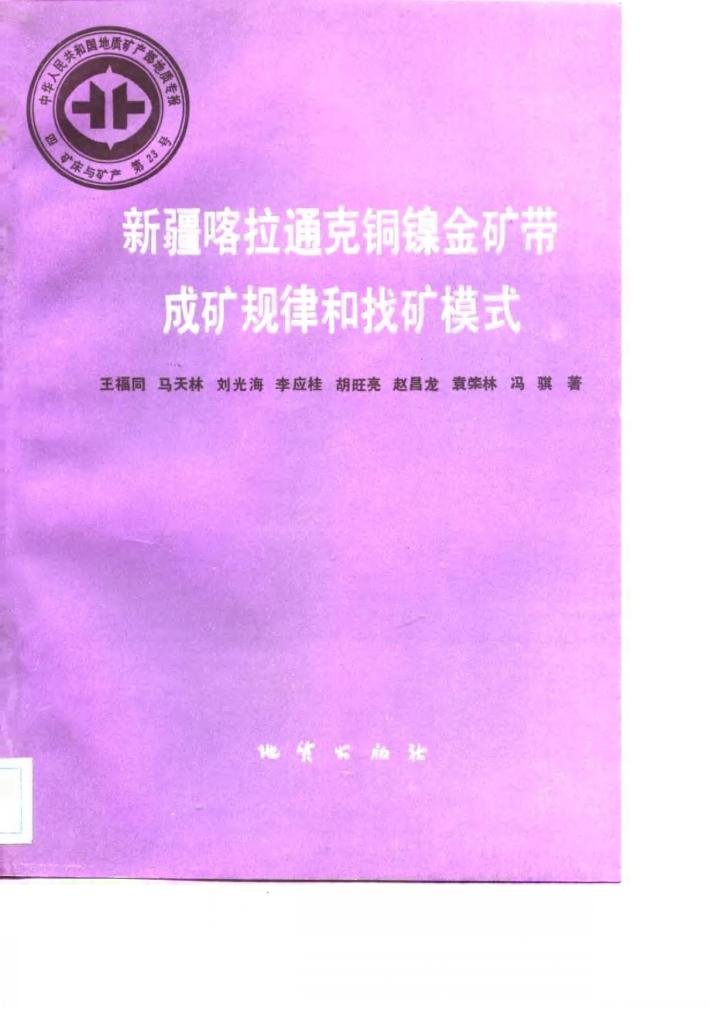 中华人民共和国地质矿产部地质专报
四 矿床与矿产 第23号
新疆喀拉通克铜镍金矿带
成矿规律和找矿模式
王福同 马天林 刘光海 李应桂 胡旺亮 赵昌龙 袁荣林 冯 骐 著
地质出版社